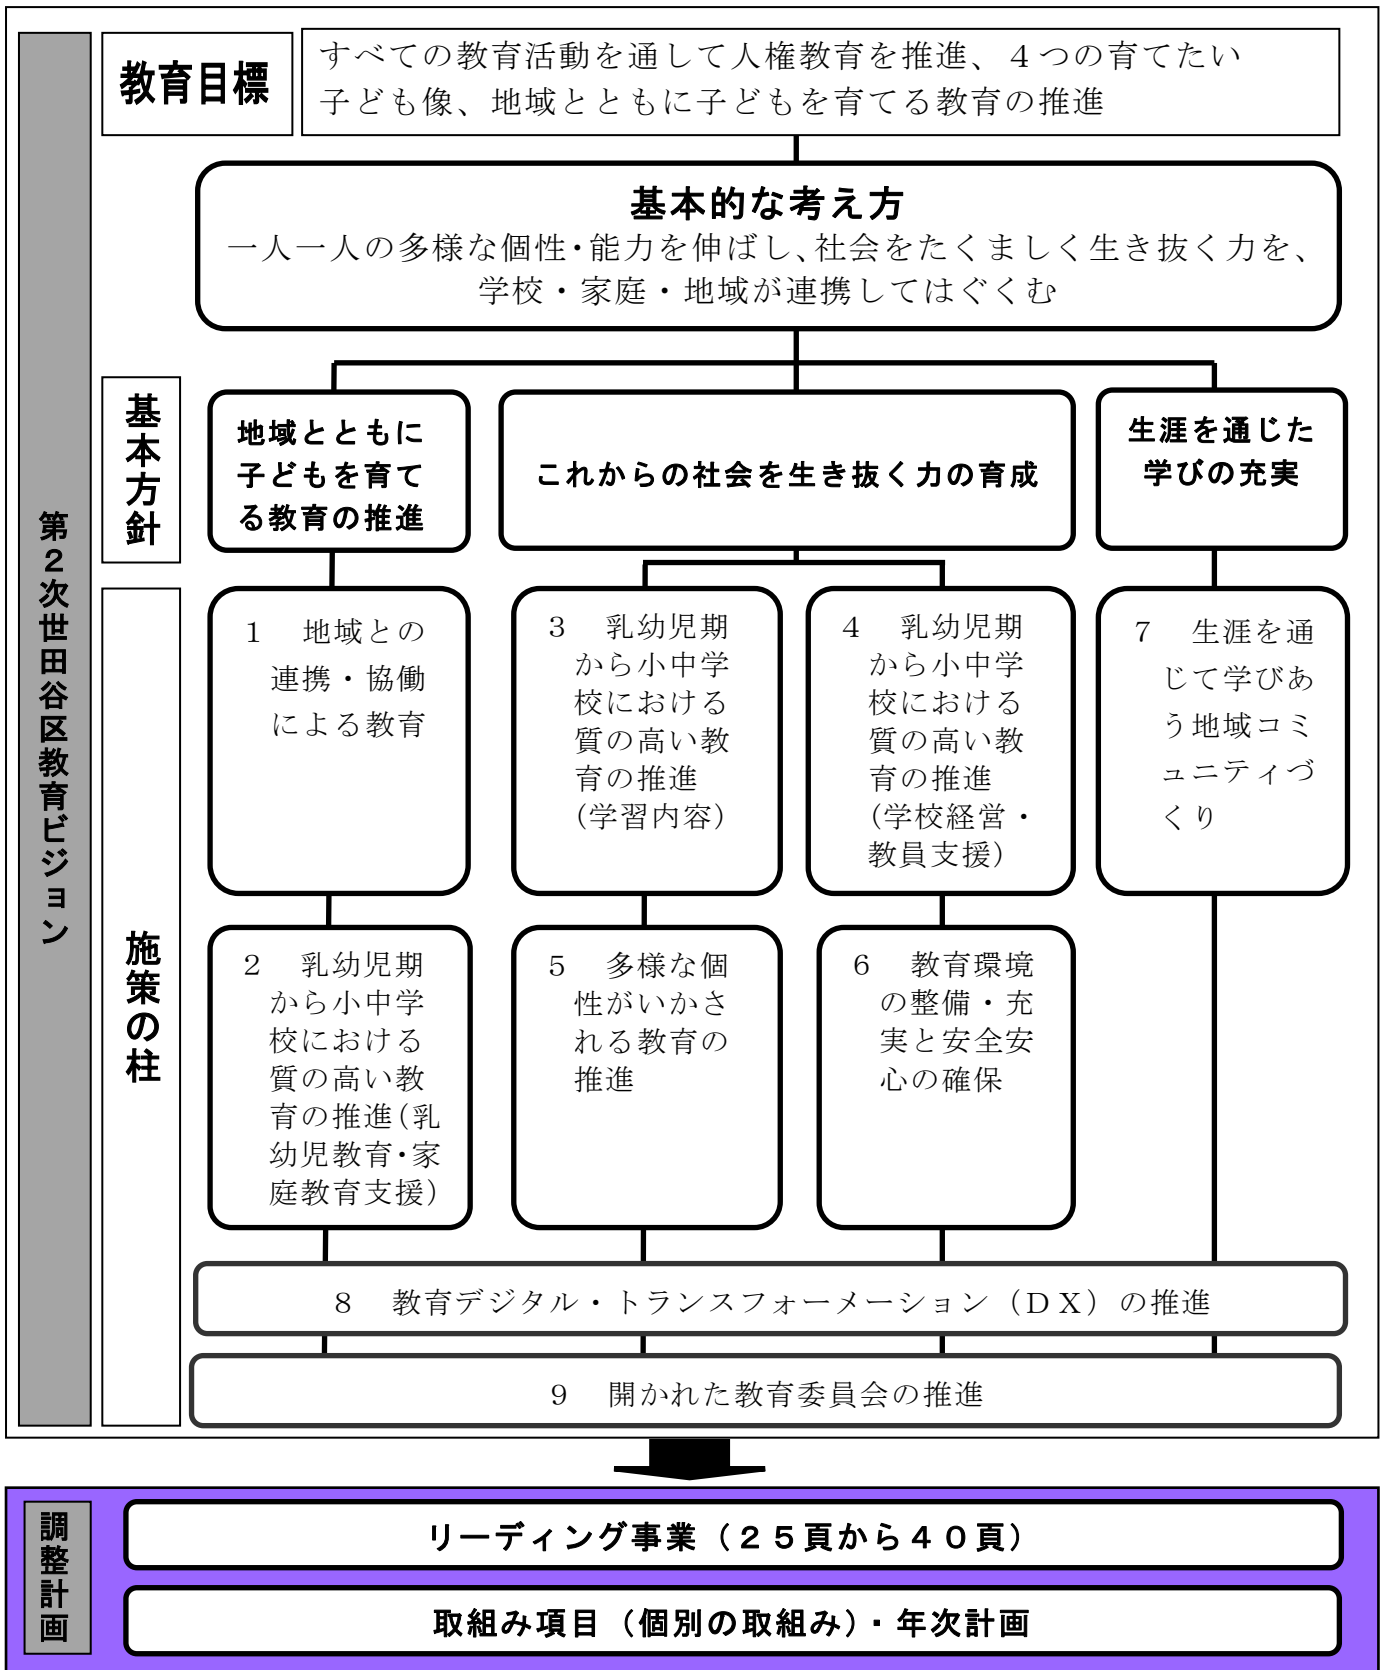 第２次世田谷区教育ビジョン
教育目標
すべての教育活動を通して人権教育を推進、４つの育てたい
子ども像、地域とともに子どもを育てる教育の推進
基本的な考え方
一人一人の多様な個性・能力を伸ばし、社会をたくましく生き抜く力を、
学校・家庭・地域が連携してはぐくむ
基本方針
地域とともに
子どもを育て
る教育の推進
これからの社会を生き抜く力の育成
生涯を通じた
学びの充実
施策の柱
１　地域との
連携・協働
による教育
３　乳幼児期
から小中学
校における
質の高い教
育の推進
（学習内容）
４　乳幼児期
から小中学
校における
質の高い教
育の推進
（学校経営・
教員支援）
７　生涯を通
じて学びあ
う地域コミ
ュニティづ
くり
２　乳幼児期
から小中学
校における
質の高い教
育の推進（乳
幼児教育・家
庭教育支援）
５　多様な個
性がいかさ
れる教育の
推進
６　教育環境
の整備・充
実と安全安
心の確保
８　教育デジタル・トランスフォーメーション（ＤＸ）の推進
９　開かれた教育委員会の推進
調整計画
リーディング事業（２５頁から４０頁）
取組み項目（個別の取組み）・年次計画